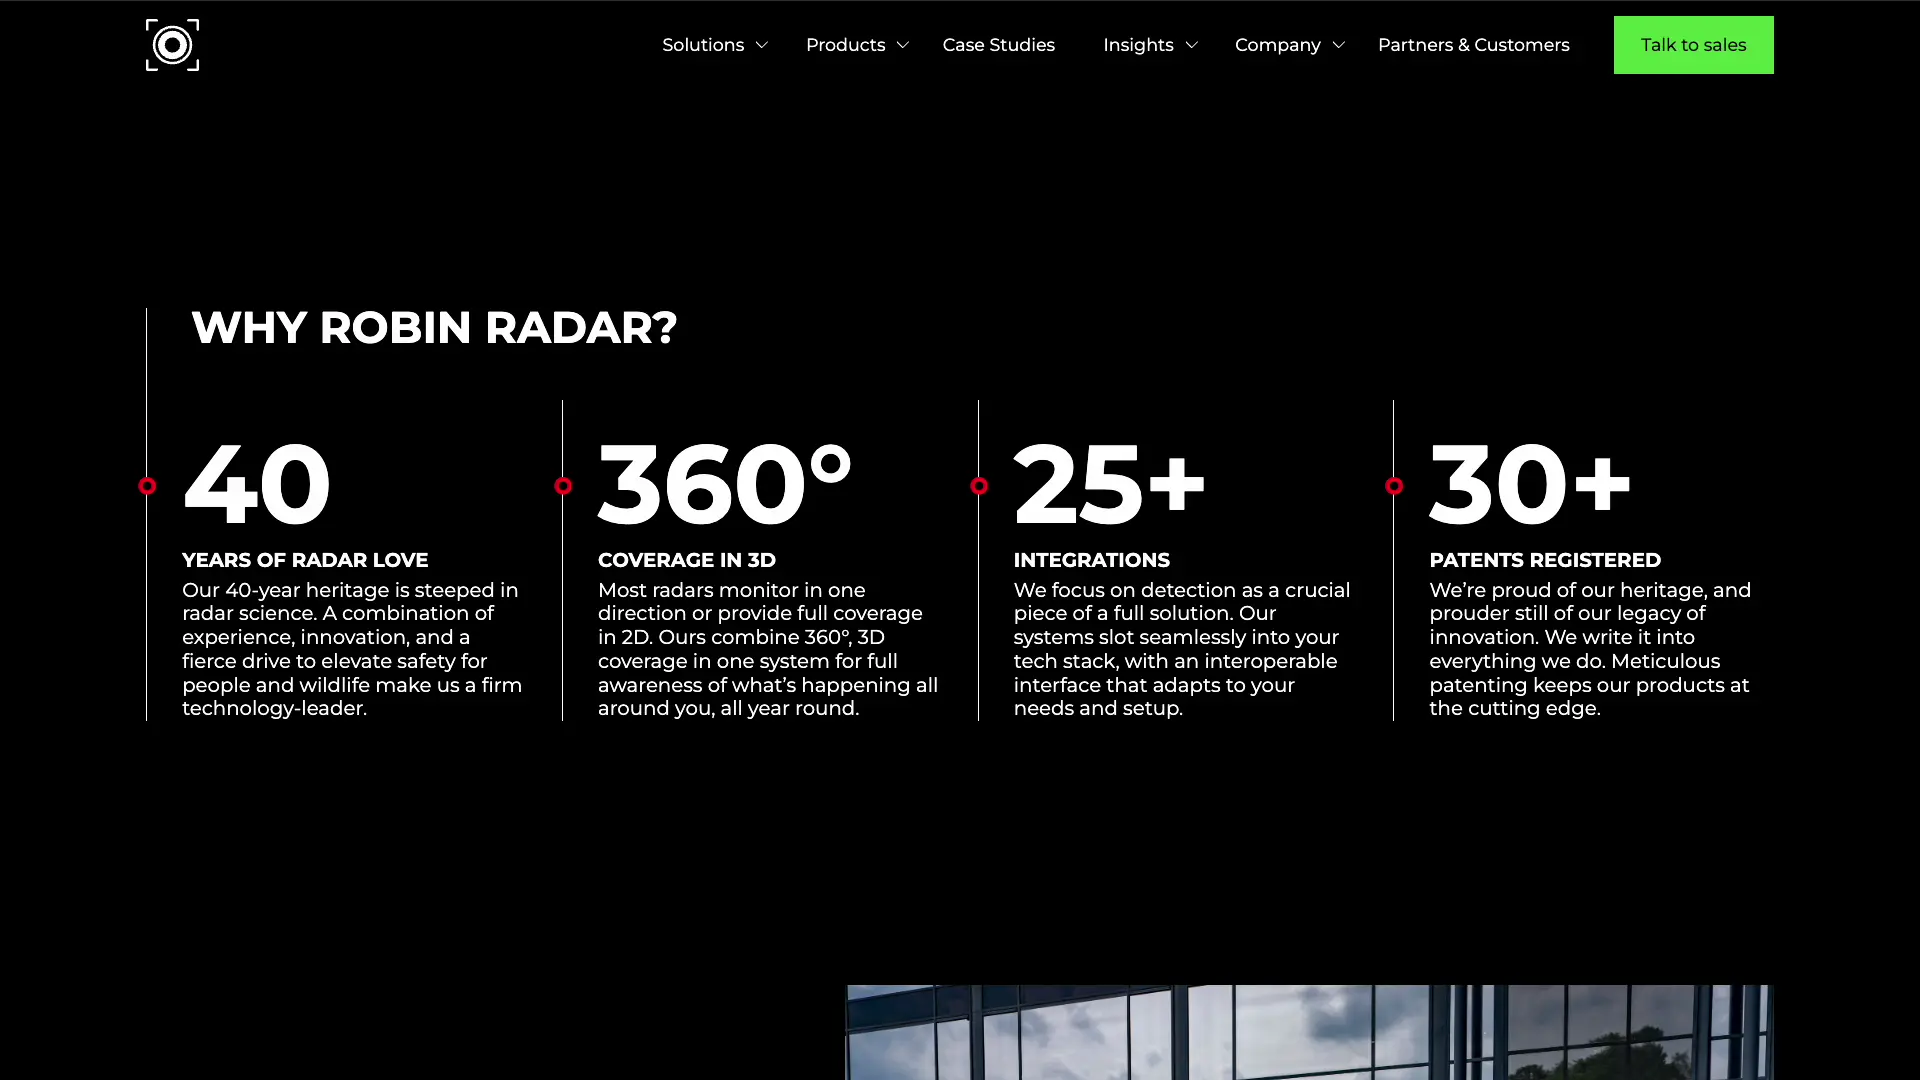 Solutions
Products
Case Studies
Insights
Company
Partners & Customers
Talk to sales
WHY ROBIN RADAR?
40
YEARS OF RADAR LOVE
Our 40-year heritage is steeped in
radar science. A combination of
experience, innovation, and a
fierce drive to elevate safety for
people and wildlife make us a firm
technology-leader.
360°
COVERAGE IN 3D
Most radars monitor in one
direction or provide full coverage
in 2D. Ours combine 360°, 3D
coverage in one system for full
awareness of what’s happening all
around you, all year round.
25+
INTEGRATIONS
We focus on detection as a crucial
piece of a full solution. Our
systems slot seamlessly into your
tech stack, with an interoperable
interface that adapts to your
needs and setup.
30+
PATENTS REGISTERED
We’re proud of our heritage, and
prouder still of our legacy of
innovation. We write it into
everything we do. Meticulous
patenting keeps our products at
the cutting edge.